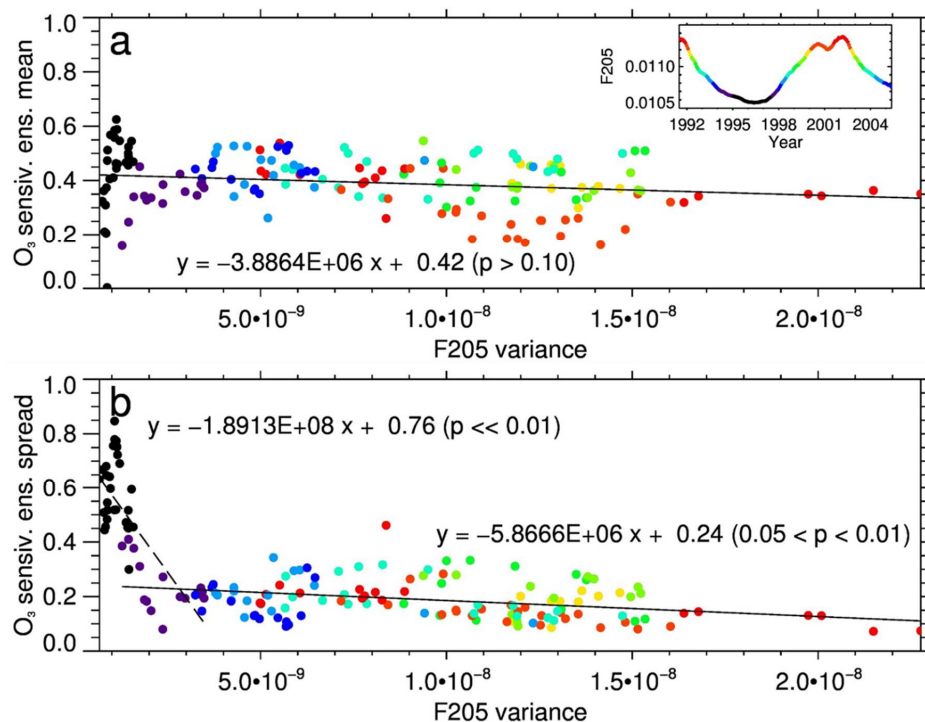 a
1.0
0.8
0.6
0.4
0.2
0.0
O₃ sensiv. ens. mean
y = −3.8864E+06 x + 0.42 (p > 0.10)
F205
0.0110
0.0105
1992 1995 1998 2001 2004
Year
5.0•10⁻⁹ 1.0•10⁻⁸ 1.5•10⁻⁸ 2.0•10⁻⁸
F205 variance
b
1.0
0.8
0.6
0.4
0.2
0.0
O₃ sensiv. ens. spread
y = −1.8913E+08 x + 0.76 (p << 0.01)
y = −5.8666E+06 x + 0.24 (0.05 < p < 0.01)
5.0•10⁻⁹ 1.0•10⁻⁸ 1.5•10⁻⁸ 2.0•10⁻⁸
F205 variance